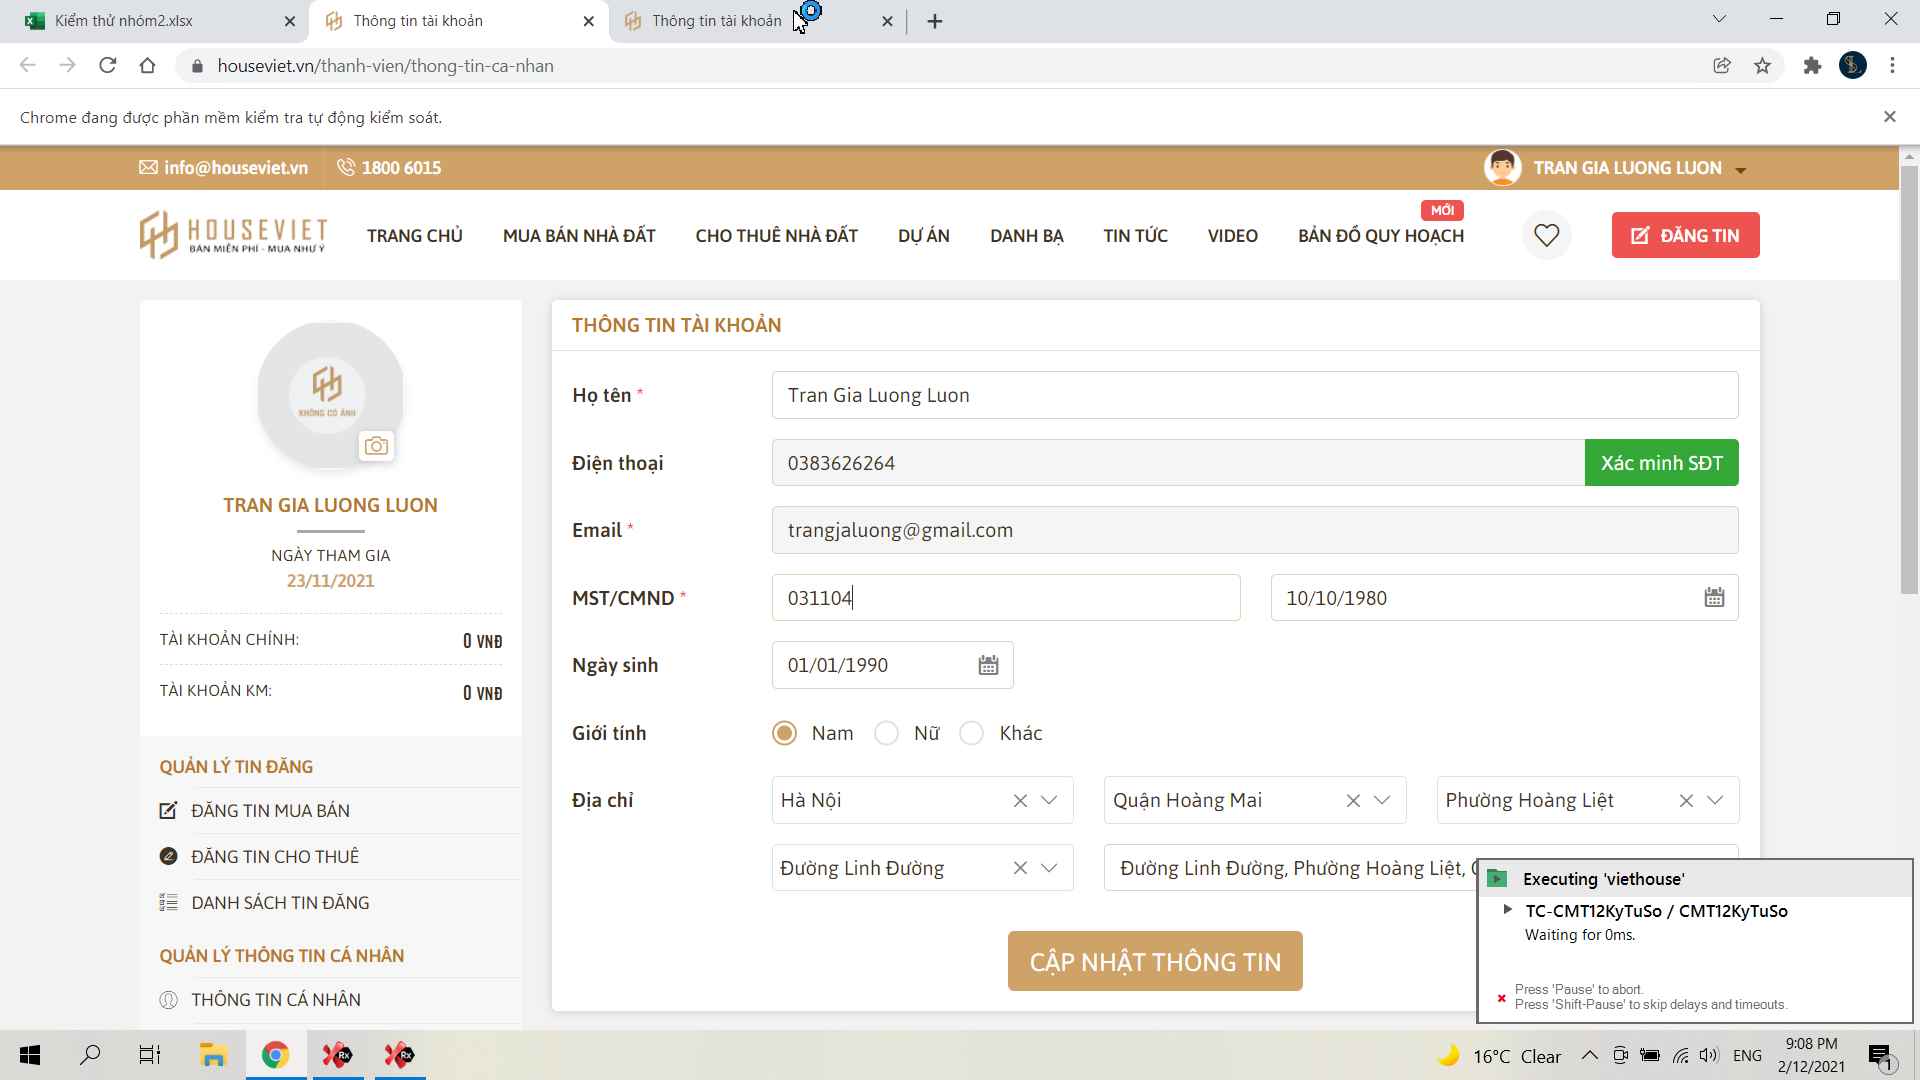 Kiểm thử nhóm2.xlsx
Thông tin tài khoản
Thông tin tài khoản
houseviet.vn/thanh-vien/thong-tin-ca-nhan
Chrome đang được phần mềm kiểm tra tự động kiểm soát.
info@houseviet.vn
1800 6015
TRAN GIA LUONG LUON
HOUSEVIET
BÁN MIỄN PHÍ - MUA NHƯ Ý
TRANG CHỦ
MUA BÁN NHÀ ĐẤT
CHO THUÊ NHÀ ĐẤT
DỰ ÁN
DANH BẠ
TIN TỨC
VIDEO
MỚI
BẢN ĐỒ QUY HOẠCH
ĐĂNG TIN
KHÔNG CÓ ẢNH
TRAN GIA LUONG LUON
NGÀY THAM GIA
23/11/2021
TÀI KHOẢN CHÍNH: 0 VNĐ
TÀI KHOẢN KM: 0 VNĐ
QUẢN LÝ TIN ĐĂNG
ĐĂNG TIN MUA BÁN
ĐĂNG TIN CHO THUÊ
DANH SÁCH TIN ĐĂNG
QUẢN LÝ THÔNG TIN CÁ NHÂN
THÔNG TIN CÁ NHÂN
THÔNG TIN TÀI KHOẢN
Họ tên * Tran Gia Luong Luon
Điện thoại 0383626264 Xác minh SĐT
Email * trangjaluong@gmail.com
MST/CMND * 031104 10/10/1980
Ngày sinh 01/01/1990
Giới tính Nam Nữ Khác
Địa chỉ Hà Nội Quận Hoàng Mai Phường Hoàng Liệt
Đường Linh Đường Đường Linh Đường, Phường Hoàng Liệt,
CẬP NHẬT THÔNG TIN
Executing 'viethouse'
TC-CMT12KyTuSo / CMT12KyTuSo
Waiting for 0ms.
Press 'Pause' to abort.
Press 'Shift-Pause' to skip delays and timeouts.
Rx
Rx
16°C Clear
ENG
9:08 PM
2/12/2021
1